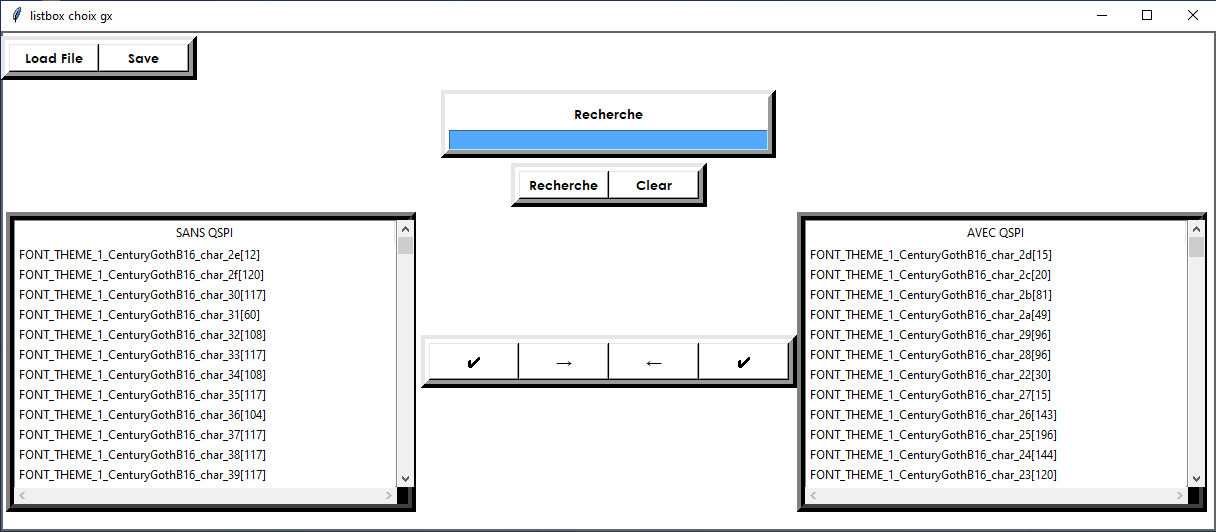 listbox choix gx
Load File Save
Recherche
Recherche Clear
SANS QSPI
FONT_THEME_1_CenturyGothB16_char_2e[12]
FONT_THEME_1_CenturyGothB16_char_2f[120]
FONT_THEME_1_CenturyGothB16_char_30[117]
FONT_THEME_1_CenturyGothB16_char_31[60]
FONT_THEME_1_CenturyGothB16_char_32[108]
FONT_THEME_1_CenturyGothB16_char_33[117]
FONT_THEME_1_CenturyGothB16_char_34[108]
FONT_THEME_1_CenturyGothB16_char_35[117]
FONT_THEME_1_CenturyGothB16_char_36[104]
FONT_THEME_1_CenturyGothB16_char_37[117]
FONT_THEME_1_CenturyGothB16_char_38[117]
FONT_THEME_1_CenturyGothB16_char_39[117]
✔ → ← ✔
AVEC QSPI
FONT_THEME_1_CenturyGothB16_char_2d[15]
FONT_THEME_1_CenturyGothB16_char_2c[20]
FONT_THEME_1_CenturyGothB16_char_2b[81]
FONT_THEME_1_CenturyGothB16_char_2a[49]
FONT_THEME_1_CenturyGothB16_char_29[96]
FONT_THEME_1_CenturyGothB16_char_28[96]
FONT_THEME_1_CenturyGothB16_char_22[30]
FONT_THEME_1_CenturyGothB16_char_27[15]
FONT_THEME_1_CenturyGothB16_char_26[143]
FONT_THEME_1_CenturyGothB16_char_25[196]
FONT_THEME_1_CenturyGothB16_char_24[144]
FONT_THEME_1_CenturyGothB16_char_23[120]